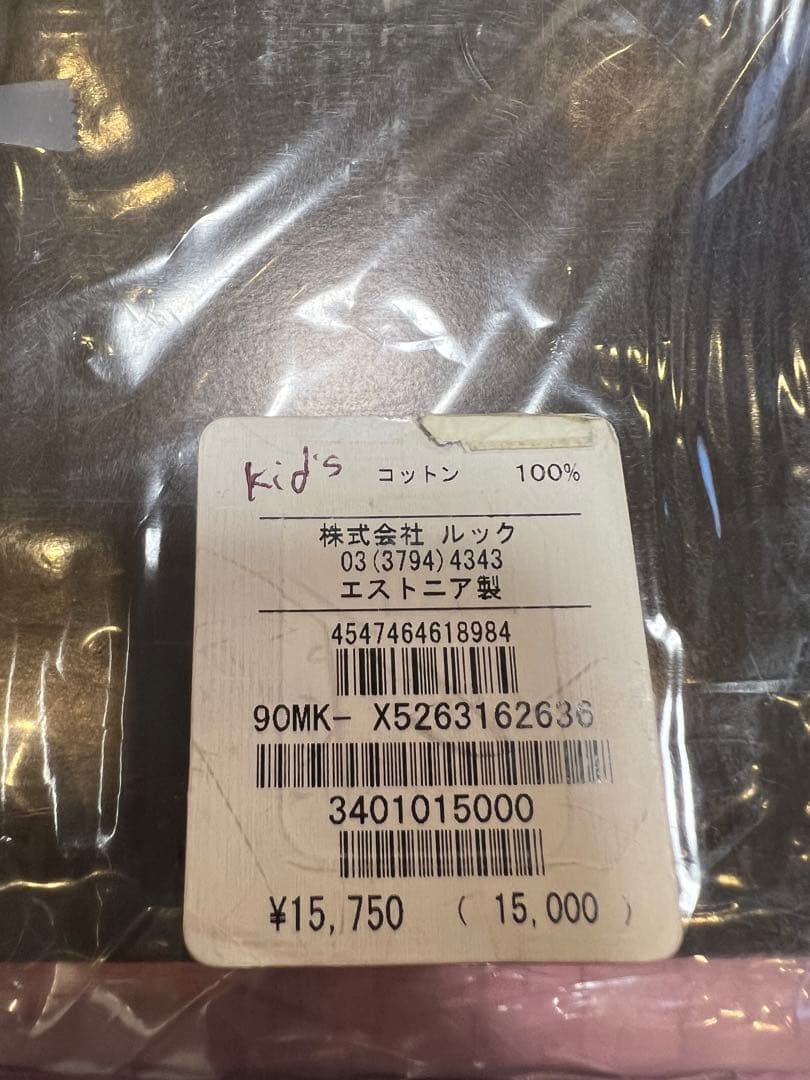 Kid's コットン 100%
株式会社 ルック
03(3794)4343
エストニア製
4547464618984
90MK- X5263162636
3401015000
¥15,750 ( 15,000 )